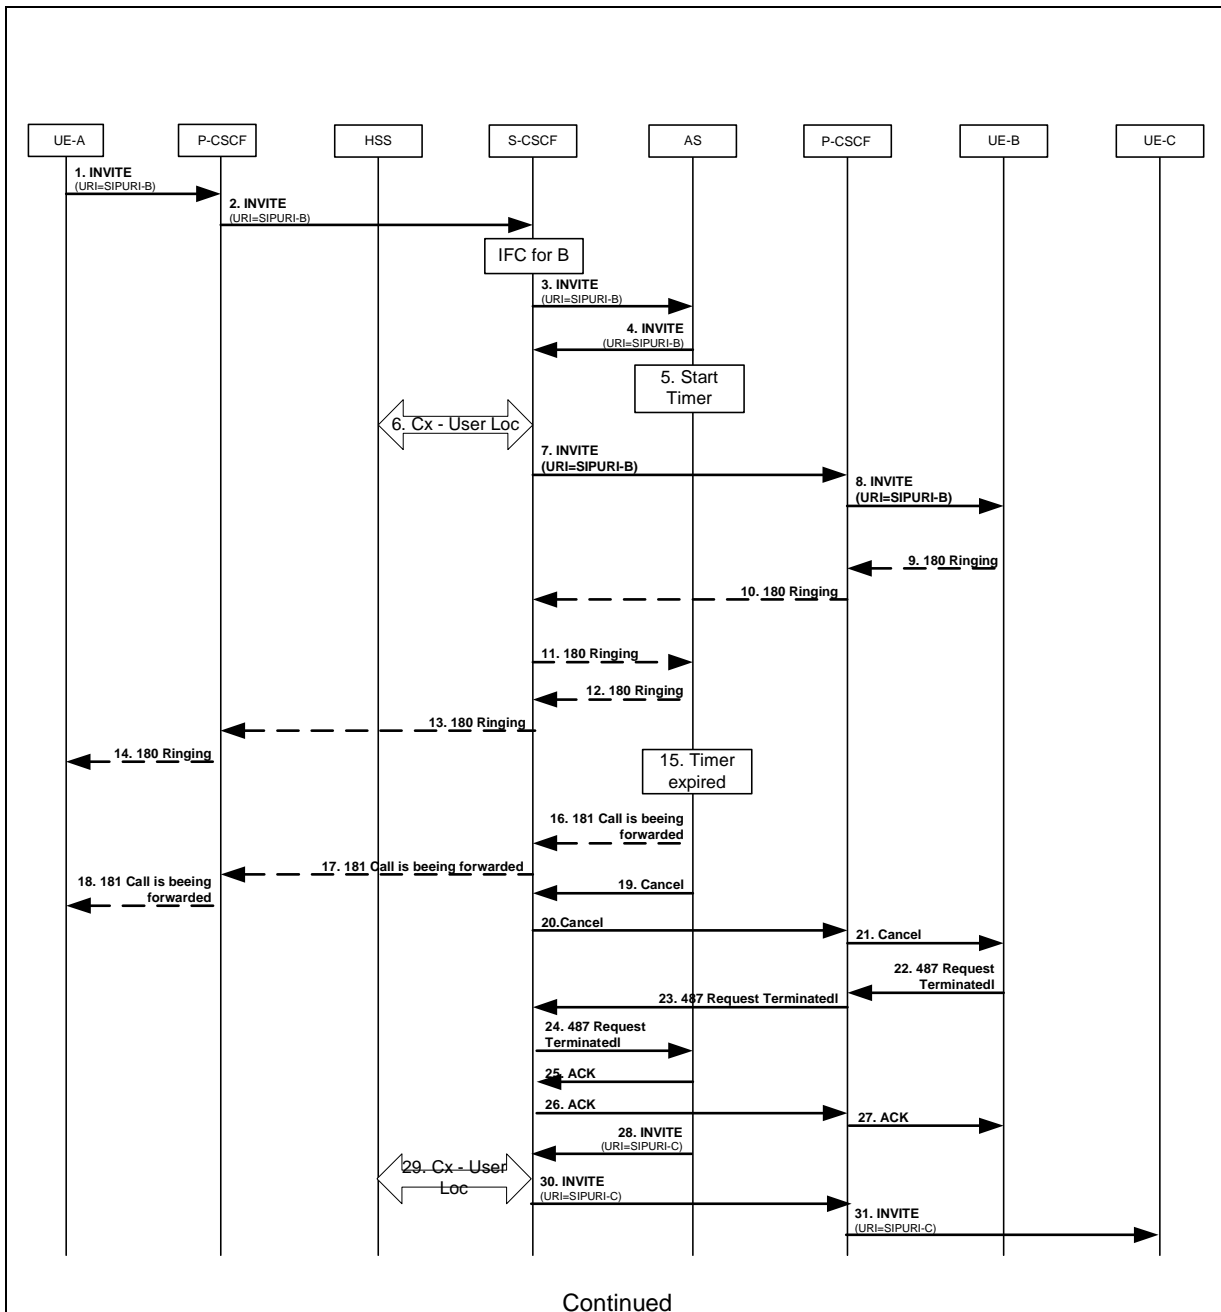 UE-A
P-CSCF
HSS
S-CSCF
AS
P-CSCF
UE-B
UE-C
1. INVITE
(URI=SIPURI-B)
2. INVITE
(URI=SIPURI-B)
IFC for B
3. INVITE
(URI=SIPURI-B)
4. INVITE
(URI=SIPURI-B)
5. Start
Timer
6. Cx - User Loc
7. INVITE
(URI=SIPURI-B)
8. INVITE
(URI=SIPURI-B)
9. 180 Ringing
10. 180 Ringing
11. 180 Ringing
12. 180 Ringing
13. 180 Ringing
14. 180 Ringing
15. Timer
expired
16. 181 Call is beeing
forwarded
17. 181 Call is beeing forwarded
18. 181 Call is beeing
forwarded
19. Cancel
20.Cancel
21. Cancel
22. 487 Request
Terminatedl
23. 487 Request Terminatedl
24. 487 Request
Terminatedl
25. ACK
26. ACK
27. ACK
28. INVITE
(URI=SIPURI-C)
29. Cx - User
Loc
30. INVITE
(URI=SIPURI-C)
31. INVITE
(URI=SIPURI-C)
Continued